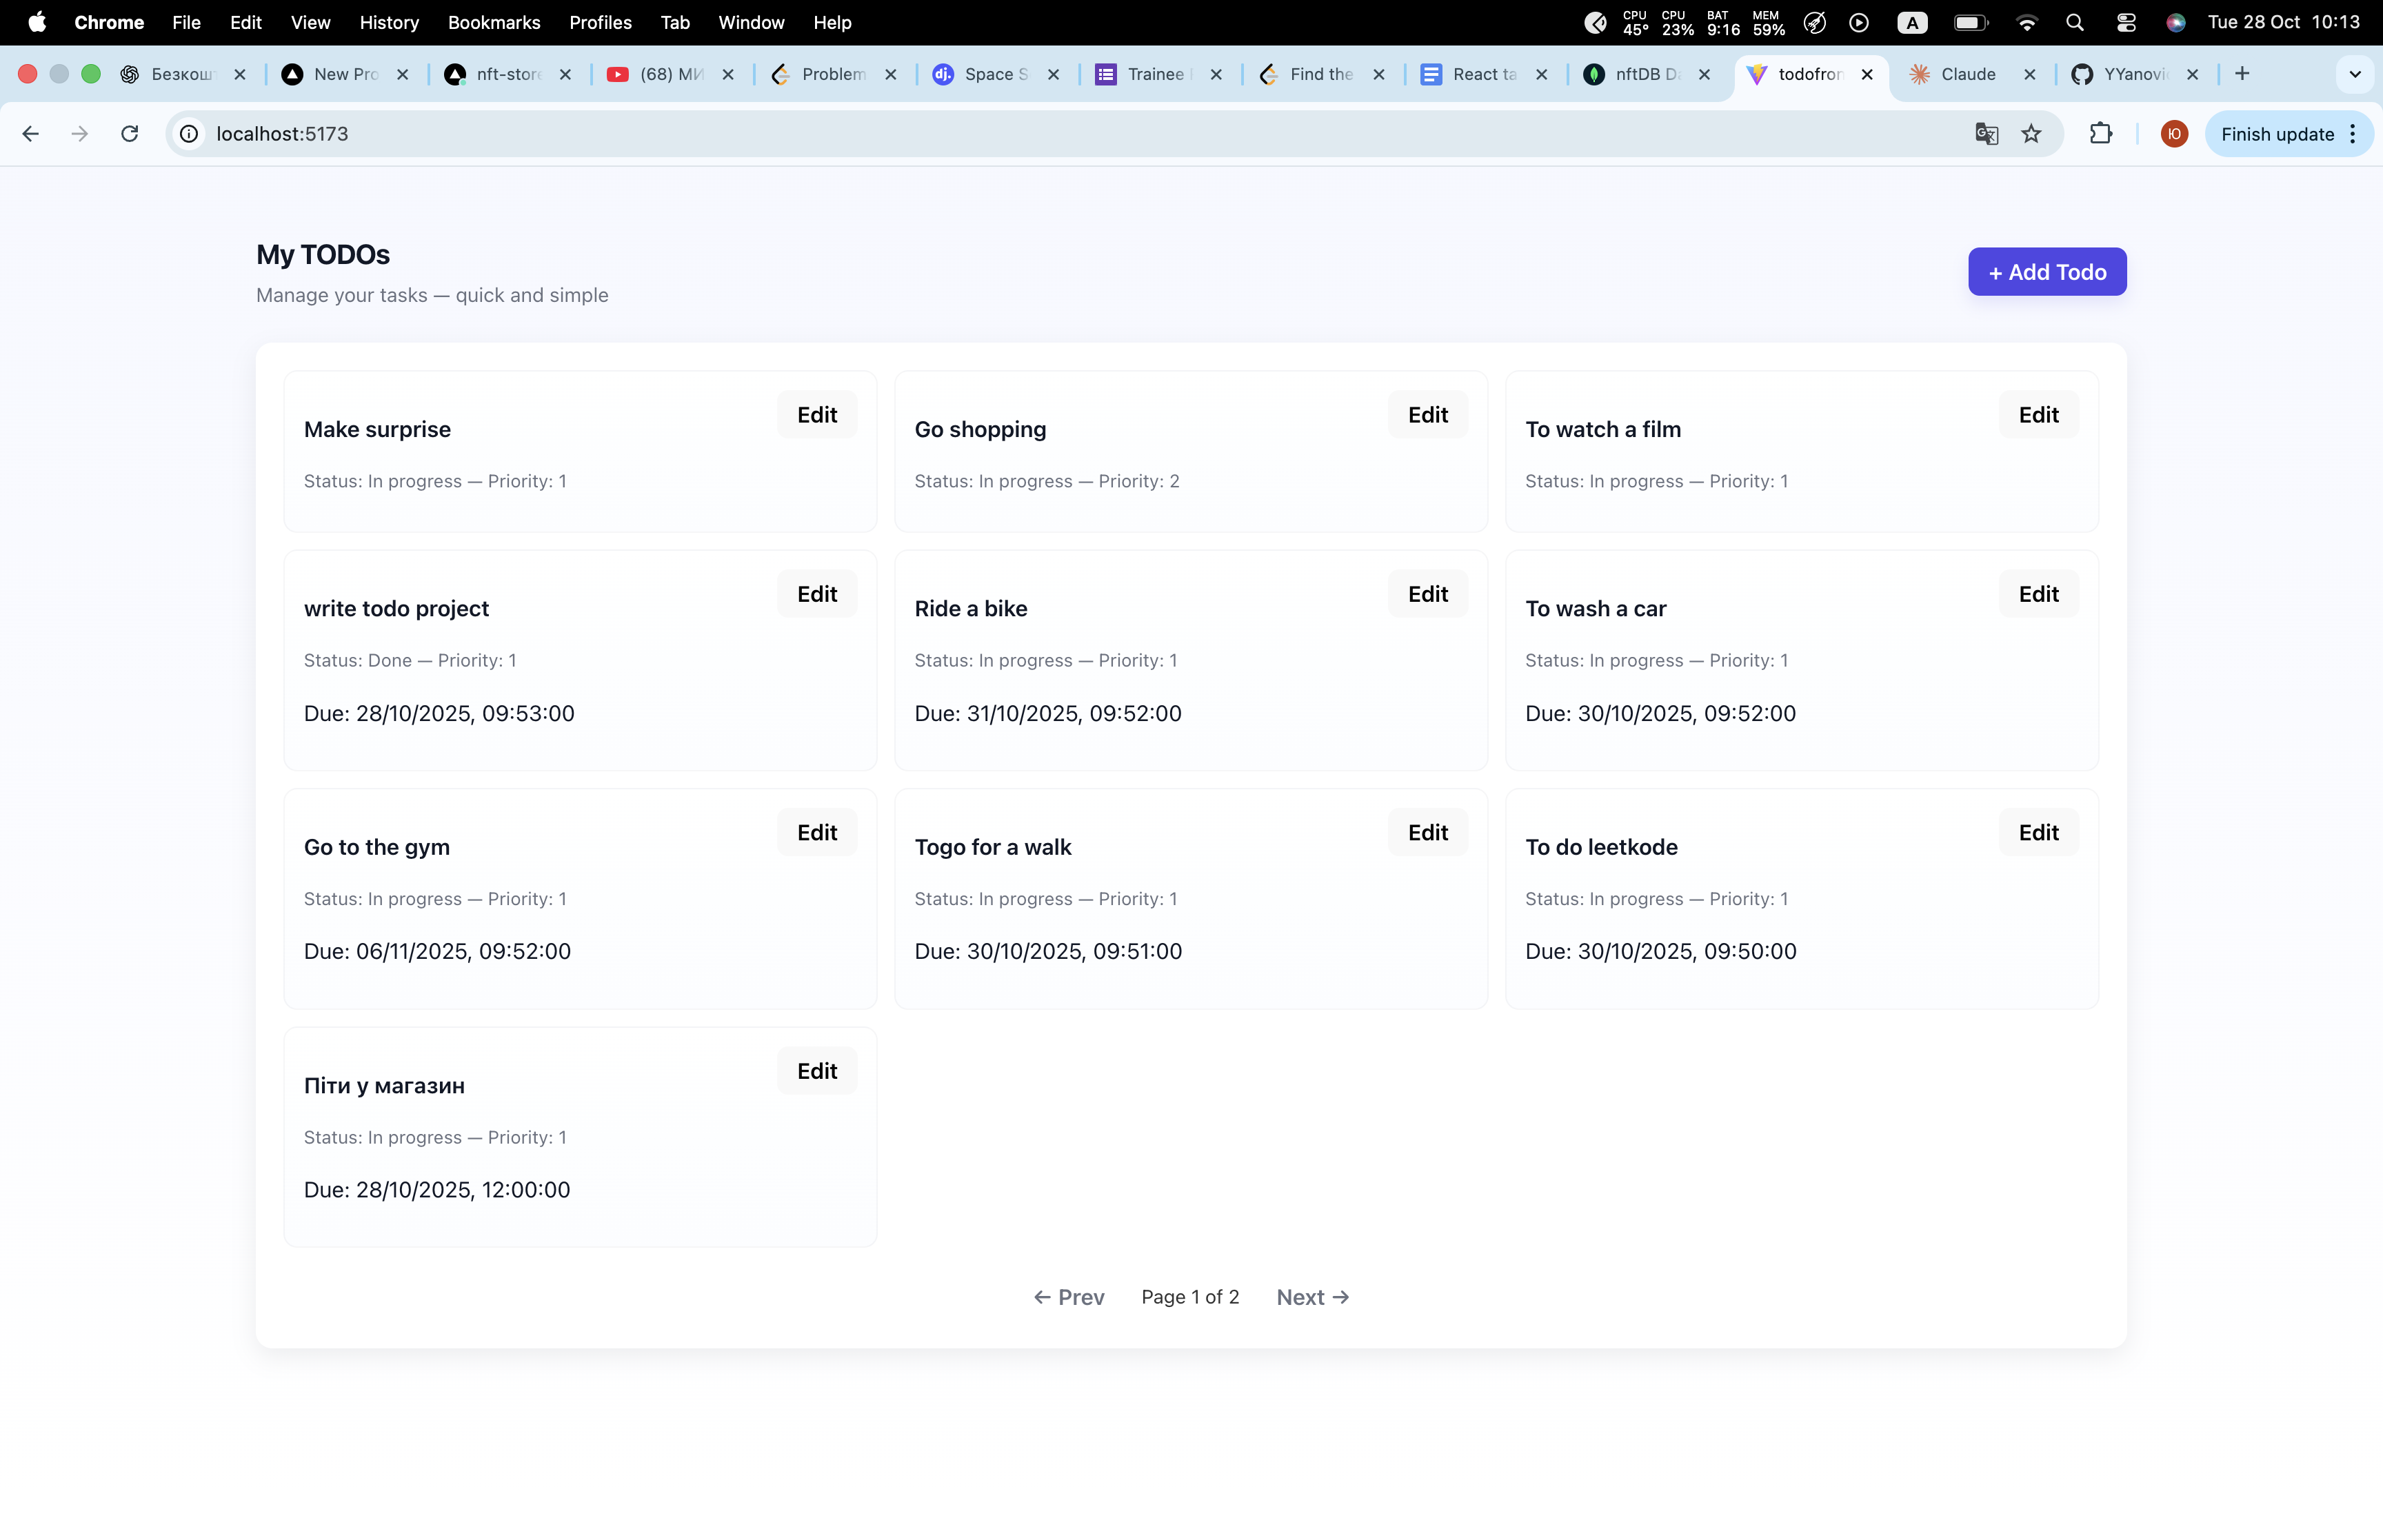 Chrome File Edit View History Bookmarks Profiles Tab Window Help CPU 45° CPU 23% BAT 9:16 MEM 59% A Tue 28 Oct 10:13
Безкош New Pro nft-stor (68) МИ Problem Space S Trainee Find the React ta nftDB Da todofron Claude YYanovi
localhost:5173 Ю Finish update
My TODOs
+ Add Todo
Manage your tasks — quick and simple
Make surprise Edit Go shopping Edit To watch a film Edit
Status: In progress — Priority: 1 Status: In progress — Priority: 2 Status: In progress — Priority: 1
write todo project Edit Ride a bike Edit To wash a car Edit
Status: Done — Priority: 1 Status: In progress — Priority: 1 Status: In progress — Priority: 1
Due: 28/10/2025, 09:53:00 Due: 31/10/2025, 09:52:00 Due: 30/10/2025, 09:52:00
Go to the gym Edit Togo for a walk Edit To do leetkode Edit
Status: In progress — Priority: 1 Status: In progress — Priority: 1 Status: In progress — Priority: 1
Due: 06/11/2025, 09:52:00 Due: 30/10/2025, 09:51:00 Due: 30/10/2025, 09:50:00
Піти у магазин Edit
Status: In progress — Priority: 1
Due: 28/10/2025, 12:00:00
← Prev Page 1 of 2 Next →